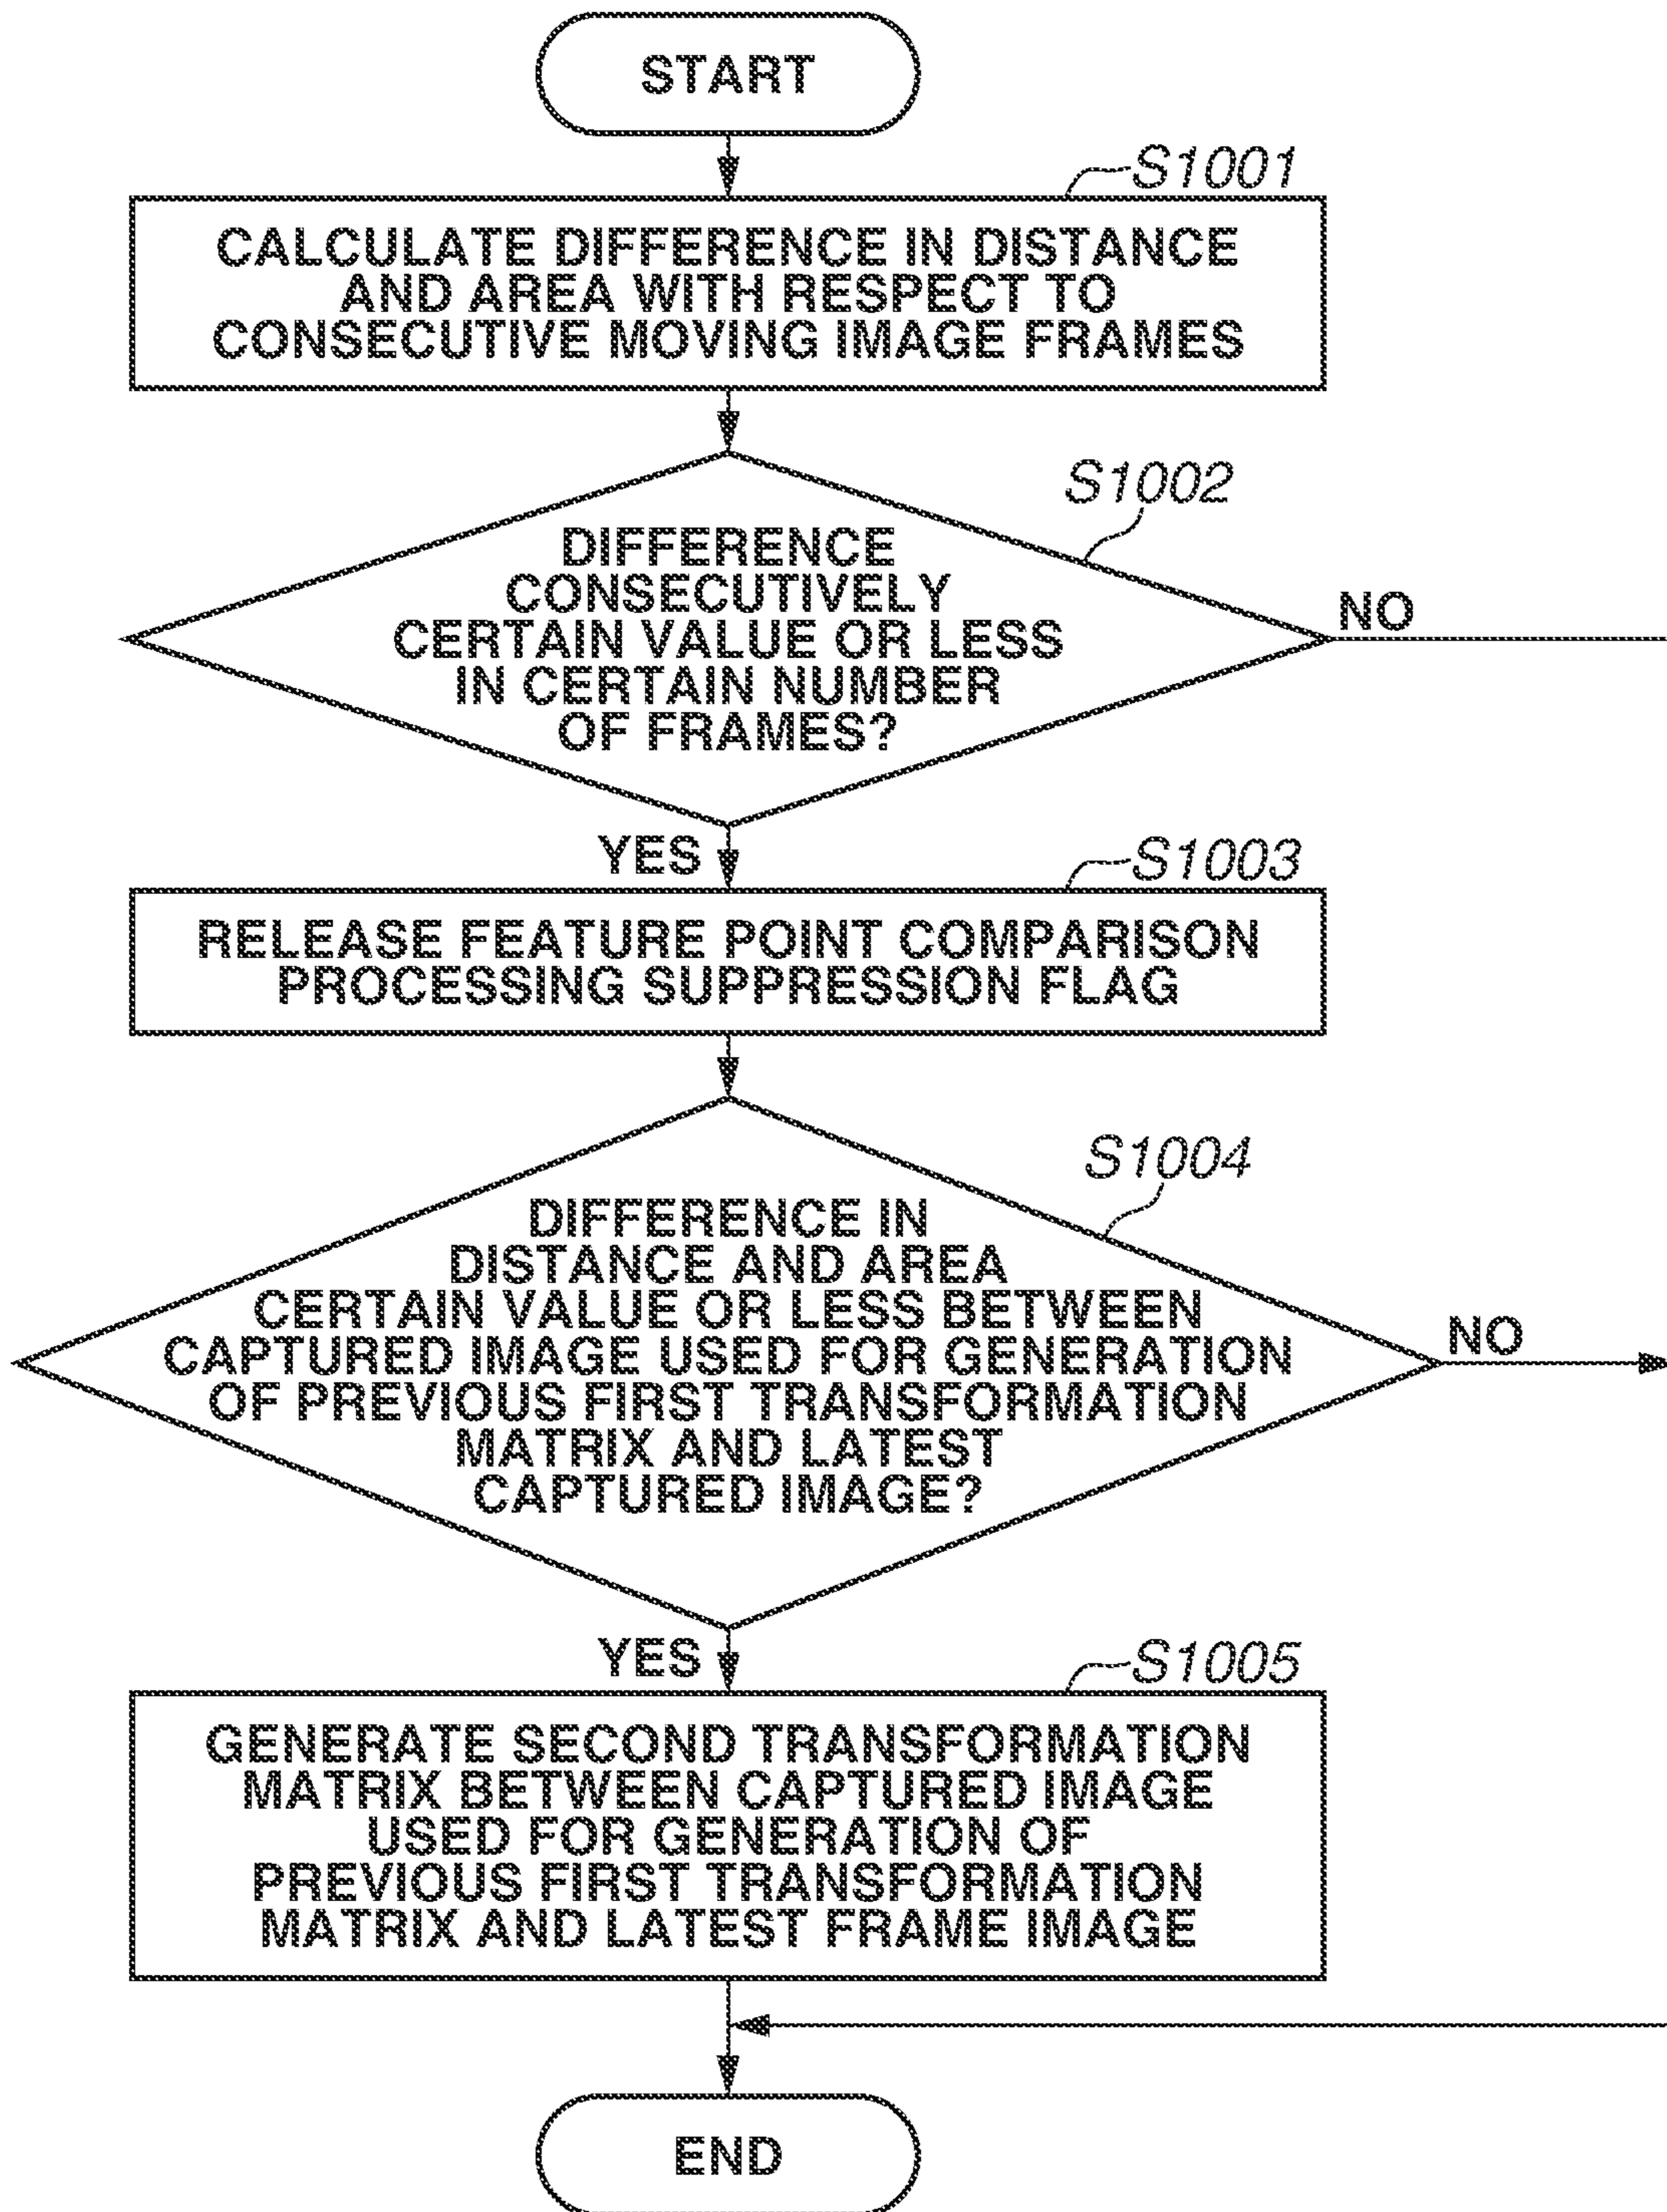 START
S1001
CALCULATE DIFFERENCE IN DISTANCE
AND AREA WITH RESPECT TO
CONSECUTIVE MOVING IMAGE FRAMES
S1002
DIFFERENCE
CONSECUTIVELY
CERTAIN VALUE OR LESS
IN CERTAIN NUMBER
OF FRAMES?
NO
YES
S1003
RELEASE FEATURE POINT COMPARISON
PROCESSING SUPPRESSION FLAG
S1004
DIFFERENCE IN
DISTANCE AND AREA
CERTAIN VALUE OR LESS BETWEEN
CAPTURED IMAGE USED FOR GENERATION
OF PREVIOUS FIRST TRANSFORMATION
MATRIX AND LATEST
CAPTURED IMAGE?
NO
YES
S1005
GENERATE SECOND TRANSFORMATION
MATRIX BETWEEN CAPTURED IMAGE
USED FOR GENERATION OF
PREVIOUS FIRST TRANSFORMATION
MATRIX AND LATEST FRAME IMAGE
END